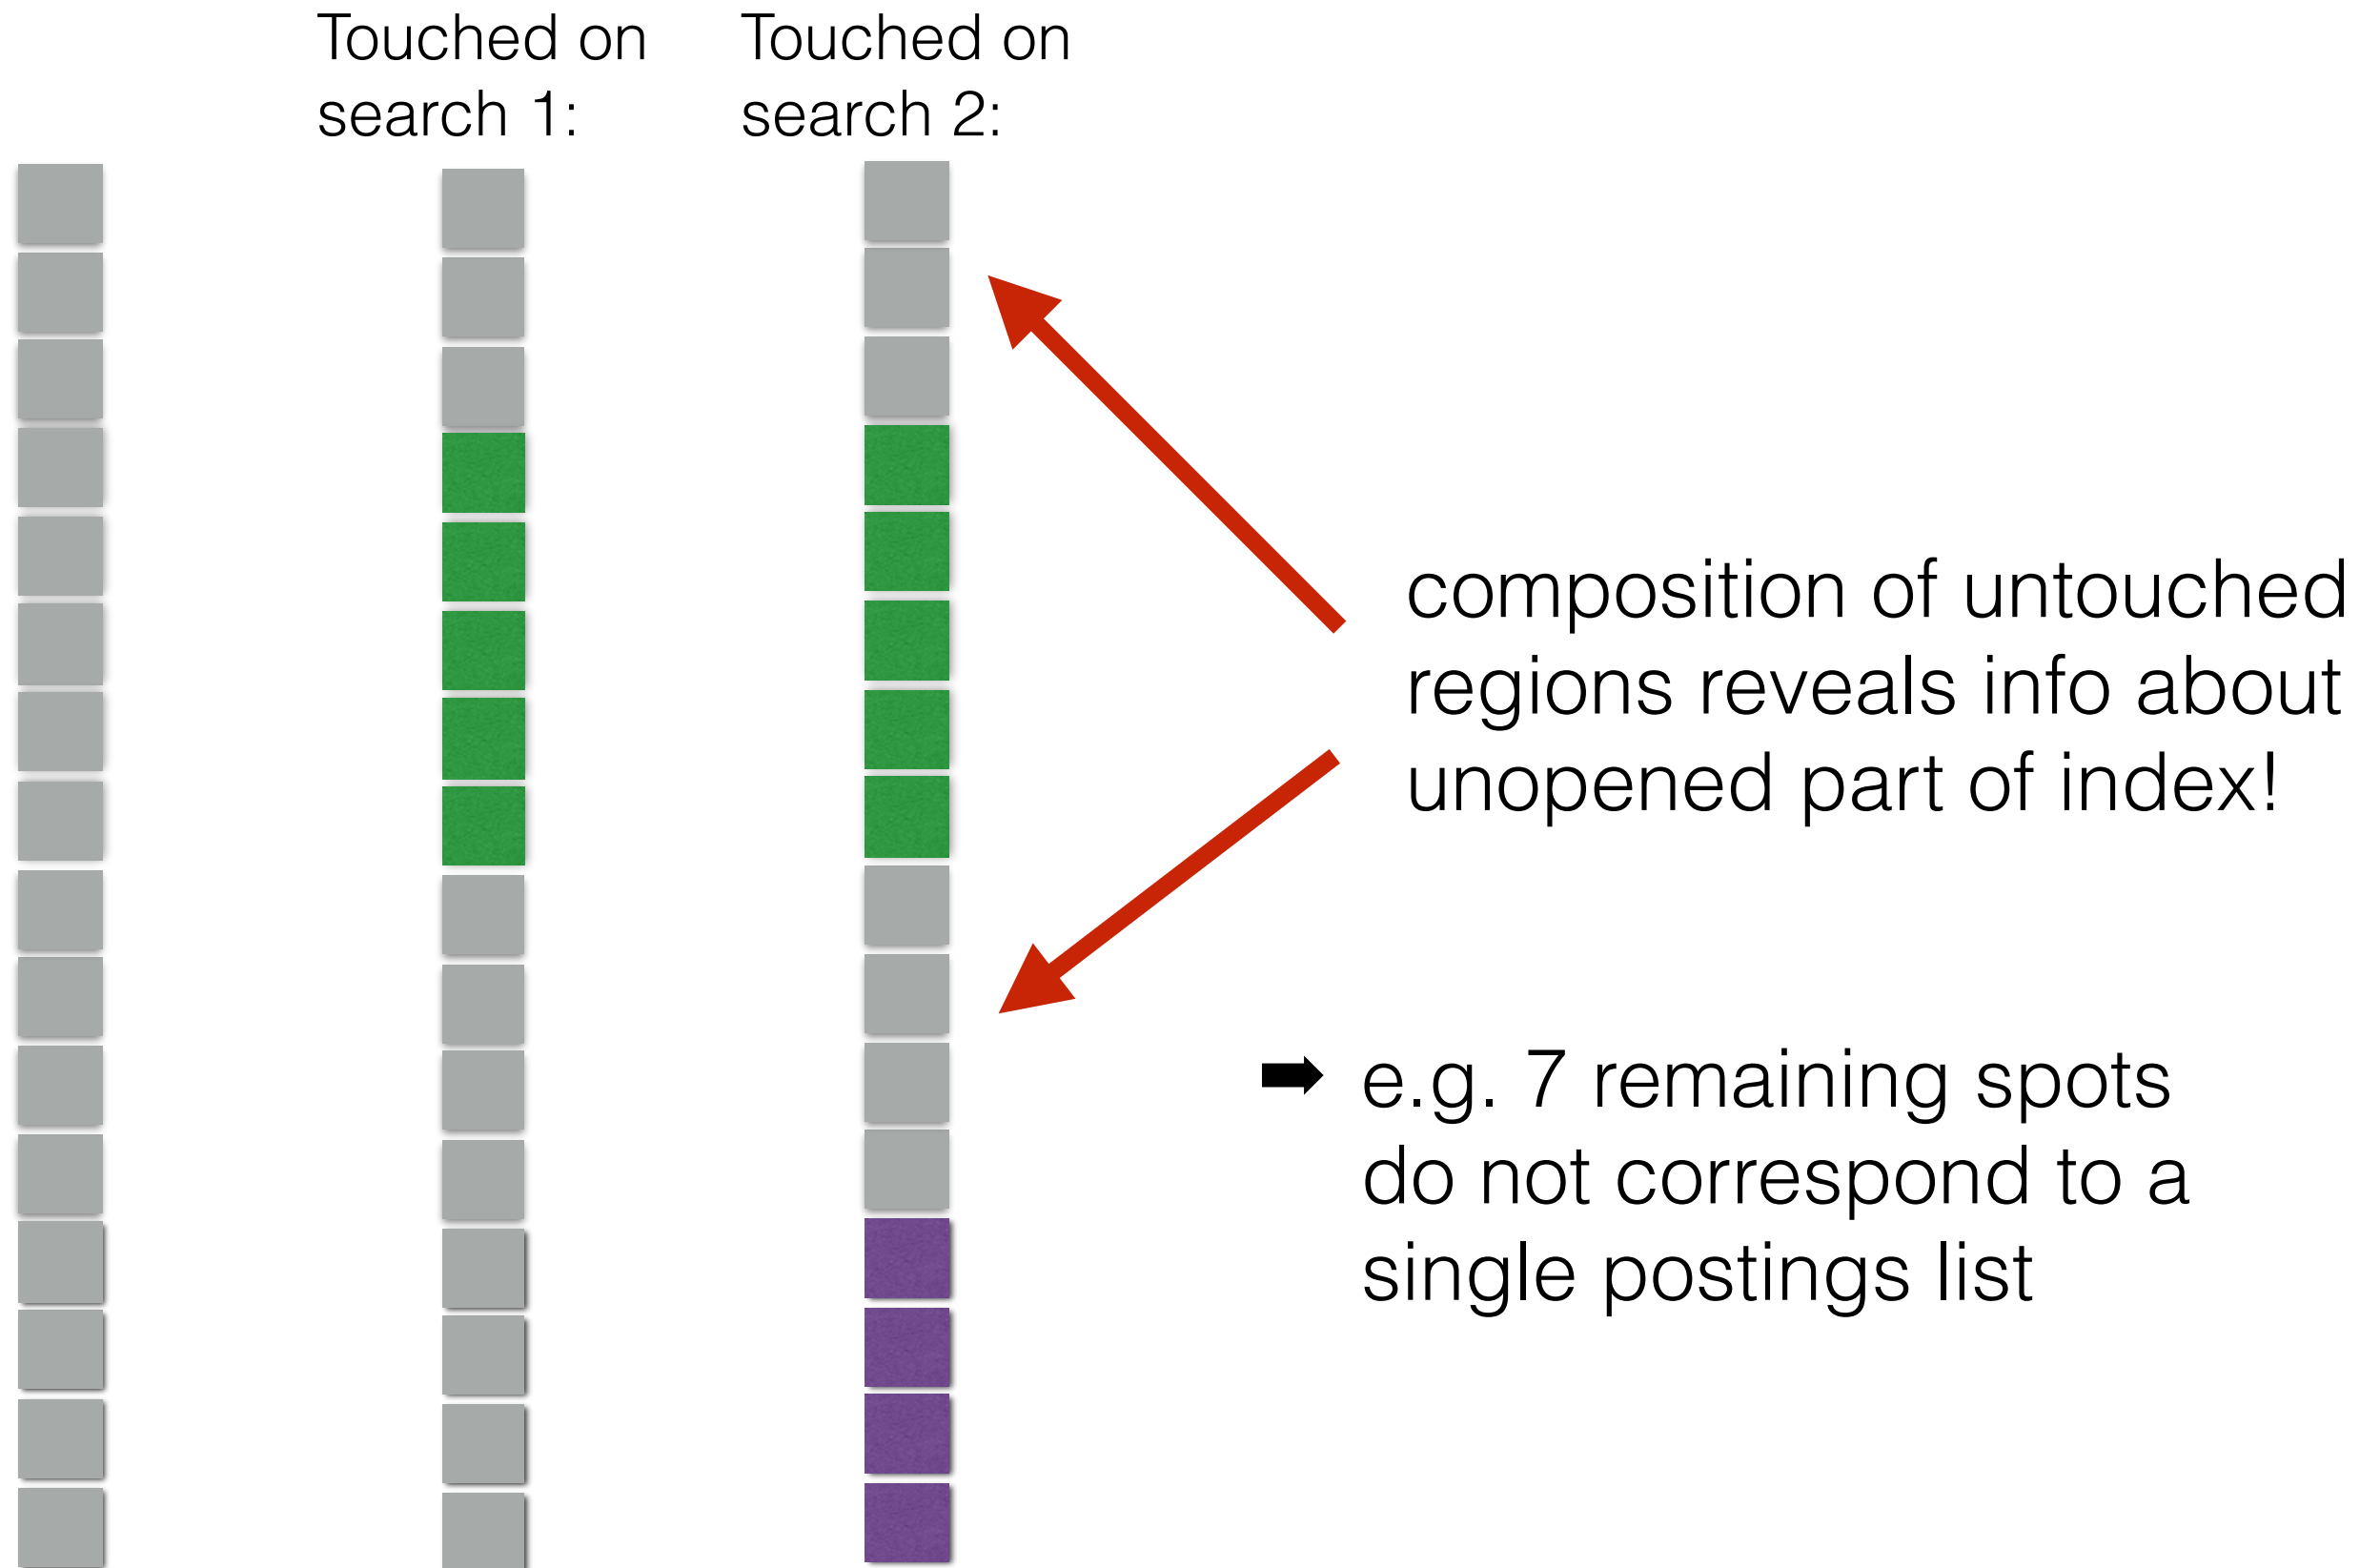 Touched on
search 1:
Touched on
search 2:
composition of untouched
regions reveals info about
unopened part of index!
➡ e.g. 7 remaining spots
do not correspond to a
single postings list